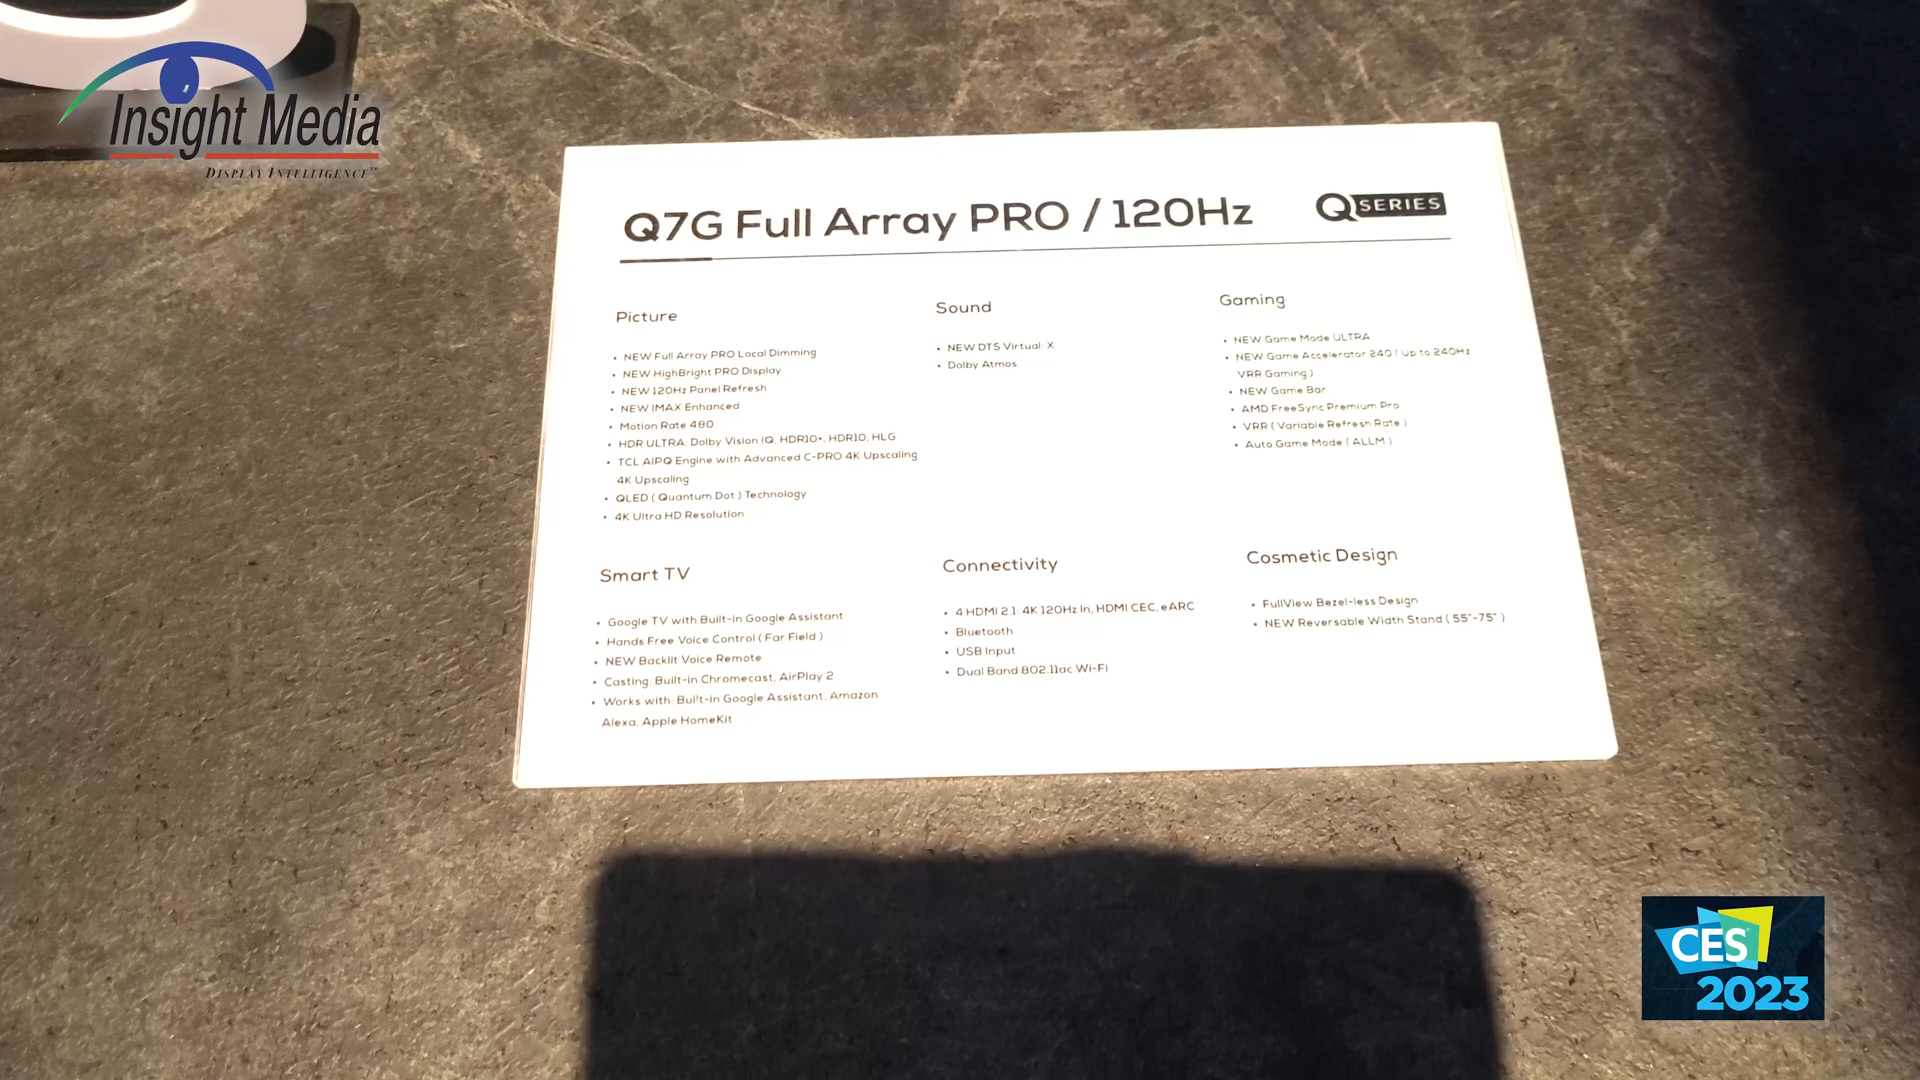 Insight Media
DISPLAY INTELLIGENCE™
Q7G Full Array PRO / 120Hz
Q SERIES
Picture
• NEW Full Array PRO Local Dimming
• NEW HighBright PRO Display
• NEW 120Hz Panel Refresh
• NEW IMAX Enhanced
• Motion Rate 480
• HDR ULTRA: Dolby Vision IQ, HDR10+, HDR10, HLG
• TCL AIPQ Engine with Advanced C-PRO 4K Upscaling
4K Upscaling
• QLED ( Quantum Dot ) Technology
• 4K Ultra HD Resolution
Sound
• NEW DTS Virtual: X
• Dolby Atmos
Gaming
• NEW Game Mode ULTRA
• NEW Game Accelerator 240 ( Up to 240Hz
VRR Gaming )
• NEW Game Bar
• AMD FreeSync Premium Pro
• VRR ( Variable Refresh Rate )
• Auto Game Mode ( ALLM )
Smart TV
• Google TV with Built-in Google Assistant
• Hands Free Voice Control ( Far Field )
• NEW Backlit Voice Remote
• Casting: Built-in Chromecast, AirPlay 2
• Works with: Built-in Google Assistant, Amazon
Alexa, Apple HomeKit
Connectivity
• 4 HDMI 2.1: 4K 120Hz In, HDMI CEC, eARC
• Bluetooth
• USB Input
• Dual Band 802.11ac Wi-Fi
Cosmetic Design
• FullView Bezel-less Design
• NEW Reversable Width Stand ( 55"-75" )
CES
2023